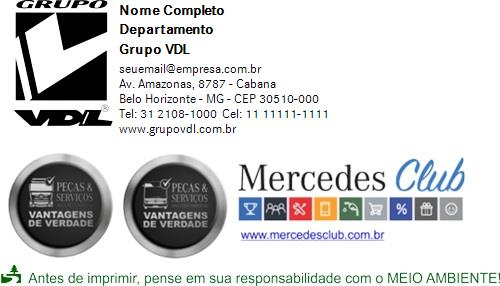 GRUPO
VDL®
Nome Completo
Departamento
Grupo VDL
seuemail@empresa.com.br
Av. Amazonas, 8787 - Cabana
Belo Horizonte - MG - CEP 30510-000
Tel: 31 2108-1000 Cel: 11 11111-1111
www.grupovdl.com.br
PEÇAS &
SERVIÇOS
VANTAGENS
DE VERDADE
PEÇAS &
SERVIÇOS
VANTAGENS
DE VERDADE
Mercedes Club
%
www.mercedesclub.com.br
Antes de imprimir, pense em sua responsabilidade com o MEIO AMBIENTE!